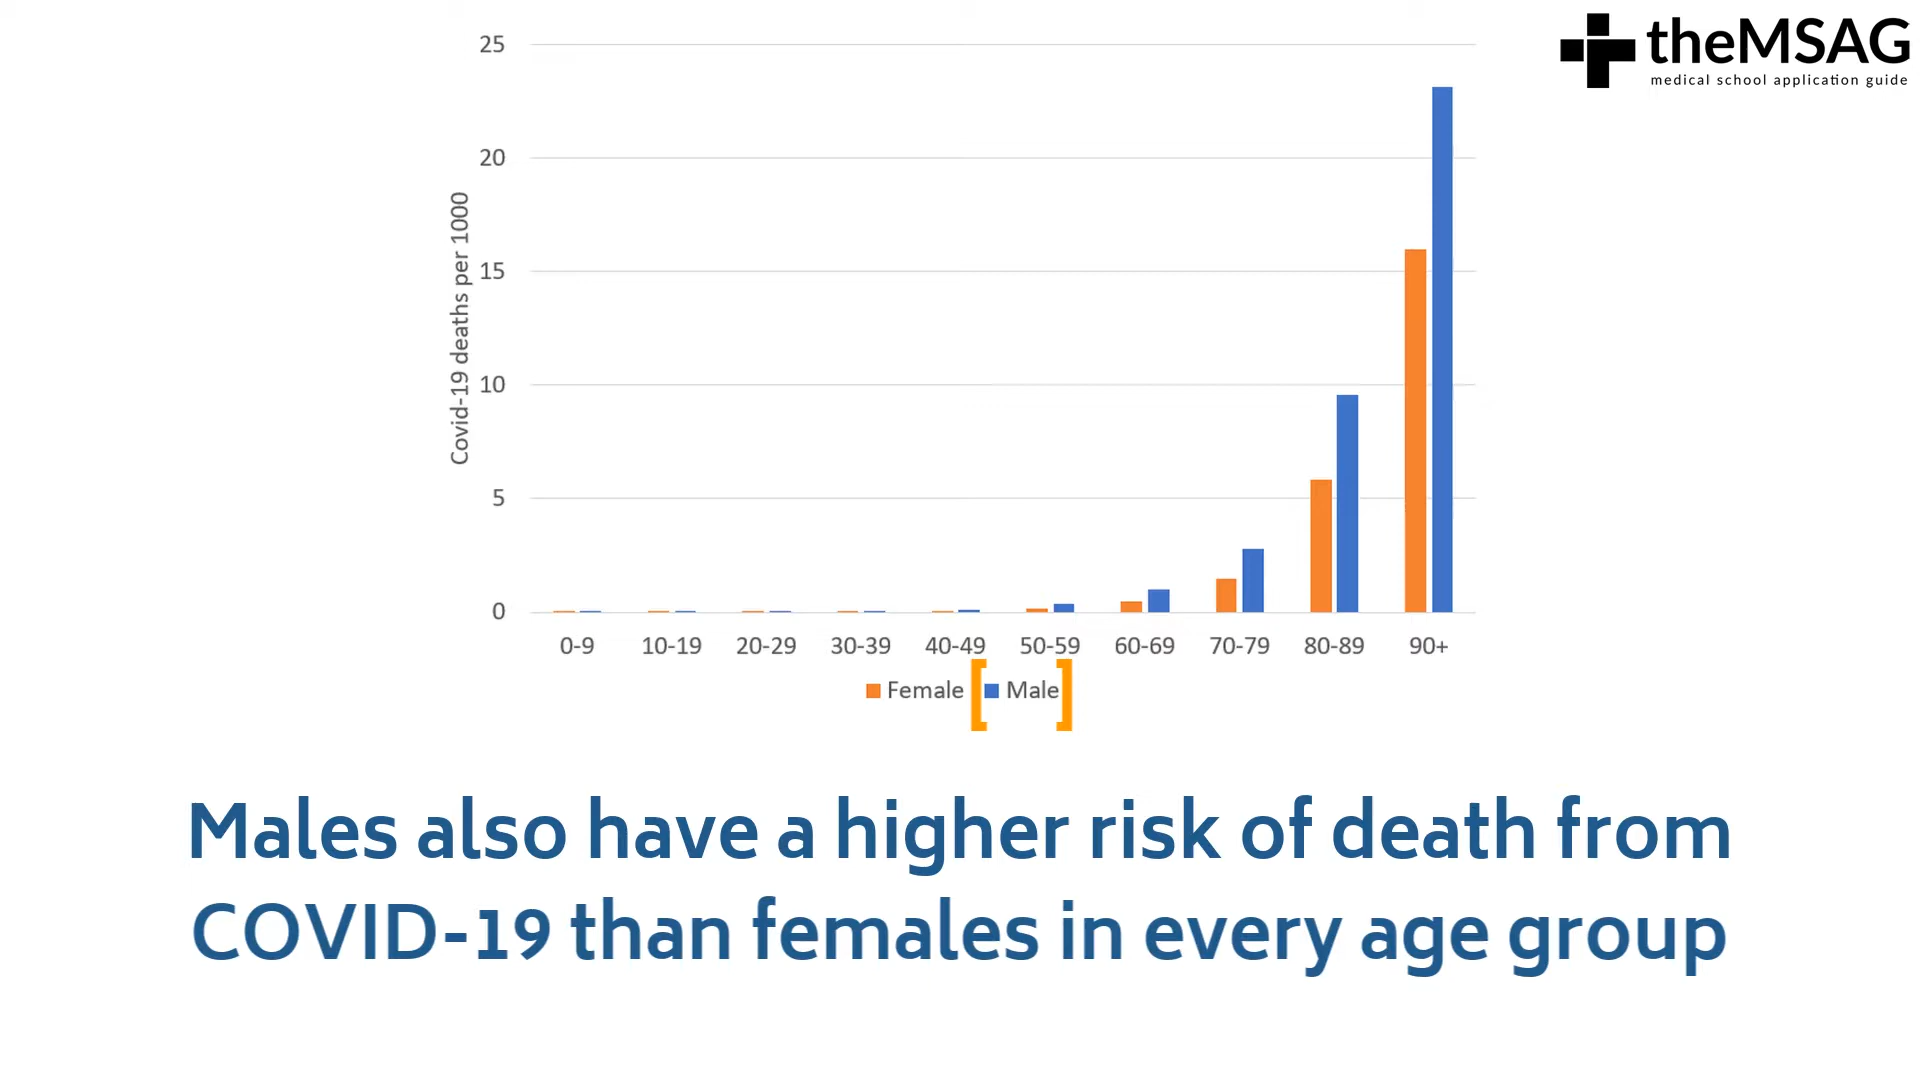 theMSAG
medical school application guide
25
20
15
10
5
0
Covid-19 deaths per 1000
0-9 10-19 20-29 30-39 40-49 50-59 60-69 70-79 80-89 90+
Female [ Male ]
Males also have a higher risk of death from
COVID-19 than females in every age group